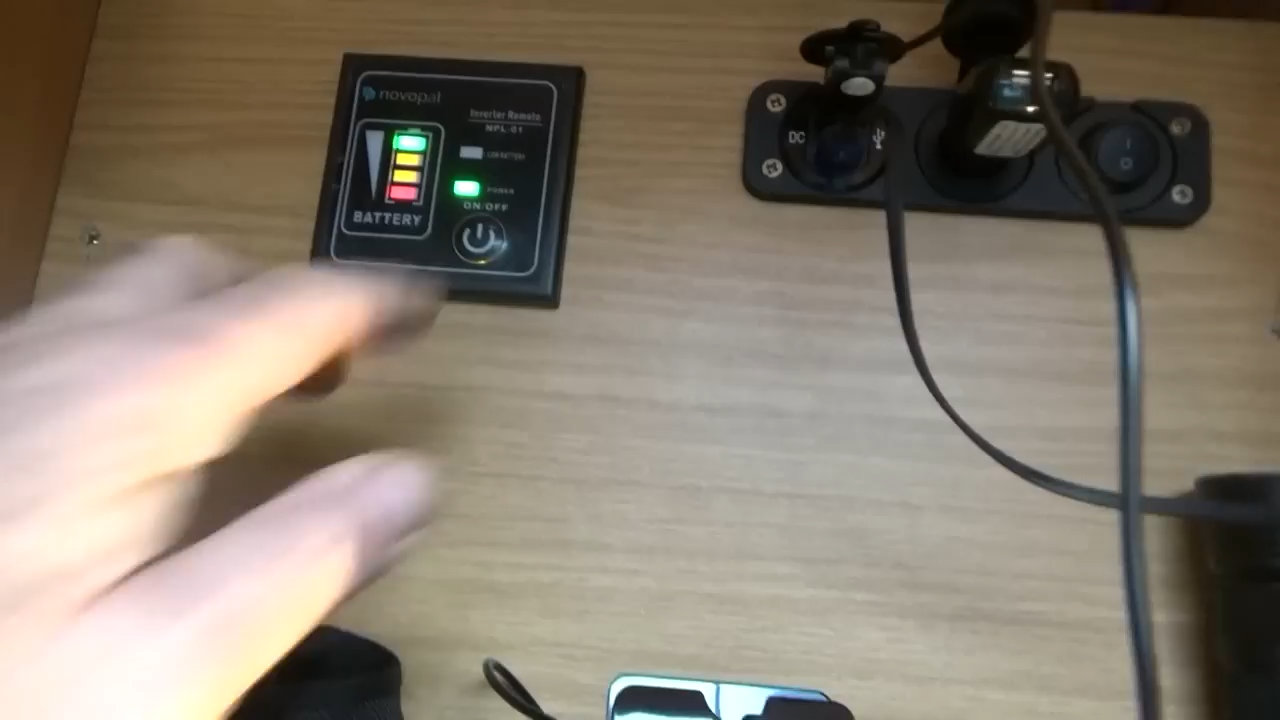 novopal
Inverter Remote
NPL-01
LOW BATTERY
POWER
ON/OFF
BATTERY
DC